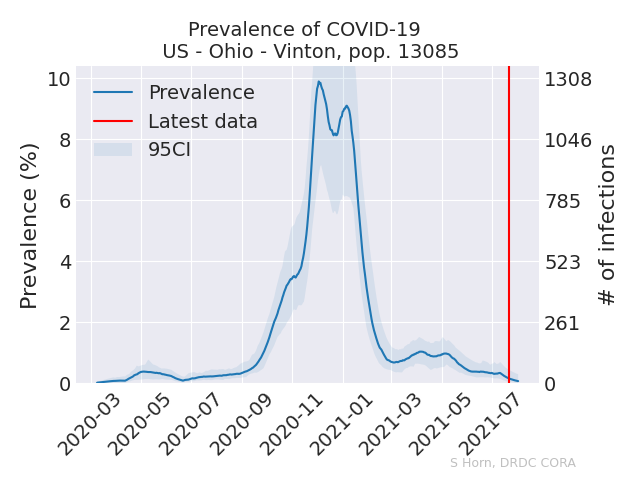 Prevalence of COVID-19
US - Ohio - Vinton, pop. 13085
Prevalence
Latest data
95CI
Prevalence (%)
10
8
6
4
2
0
1308
1046
785
523
261
0
# of infections
2020-03
2020-05
2020-07
2020-09
2020-11
2021-01
2021-03
2021-05
2021-07
S Horn, DRDC CORA